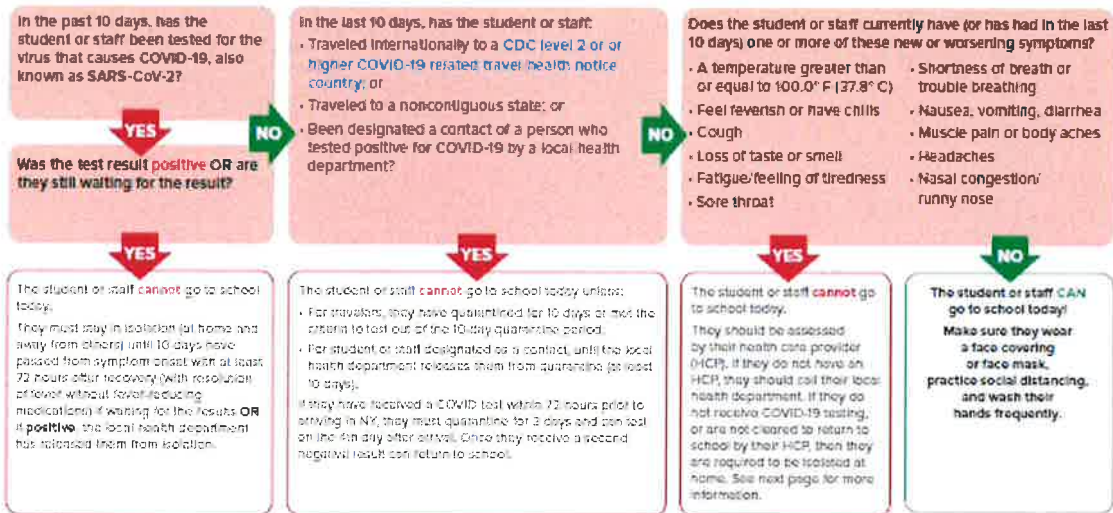 In the past 10 days, has the
student or staff been tested for the
virus that causes COVID-19, also
known as SARS-CoV-2?
YES
NO
Was the test result positive OR are
they still waiting for the result?
YES
The student or staff cannot go to school
today.
They must stay in isolation (at home and
away from others) until 10 days have
passed from symptom onset with at least
72 hours after recovery (with resolution
of fever without fever-reducing
medications) if waiting for the results OR
if positive, the local health department
has released them from isolation.
In the last 10 days, has the student or staff:
• Traveled internationally to a CDC level 2 or or
higher COVID-19 related travel health notice
country; or
• Traveled to a noncontiguous state; or
• Been designated a contact of a person who
tested positive for COVID-19 by a local health
department?
NO
YES
The student or staff cannot go to school today unless:
• For travelers, they have quarantined for 10 days or met the
criteria to test out of the 10-day quarantine period.
• For student or staff designated as a contact, until the local
health department releases them from quarantine (at least
10 days).
If they have received a COVID test within 72 hours prior to
arriving in NY, they must quarantine for 3 days and can test
on the 4th day after arrival. Once they receive a second
negative result can return to school.
Does the student or staff currently have (or has had in the last
10 days) one or more of these new or worsening symptoms?
• A temperature greater than
or equal to 100.0° F (37.8° C)
• Feel feverish or have chills
• Cough
• Loss of taste or smell
• Fatigue/feeling of tiredness
• Sore throat
• Shortness of breath or
trouble breathing
• Nausea, vomiting, diarrhea
• Muscle pain or body aches
• Headaches
• Nasal congestion/
runny nose
YES
The student or staff cannot go
to school today.
They should be assessed
by their health care provider
(HCP). If they do not have an
HCP, they should call their local
health department. If they do
not receive COVID-19 testing,
or are not cleared to return to
school by their HCP, then they
are required to be isolated at
home. See next page for more
information.
NO
The student or staff CAN
go to school today!
Make sure they wear
a face covering
or face mask,
practice social distancing,
and wash their
hands frequently.